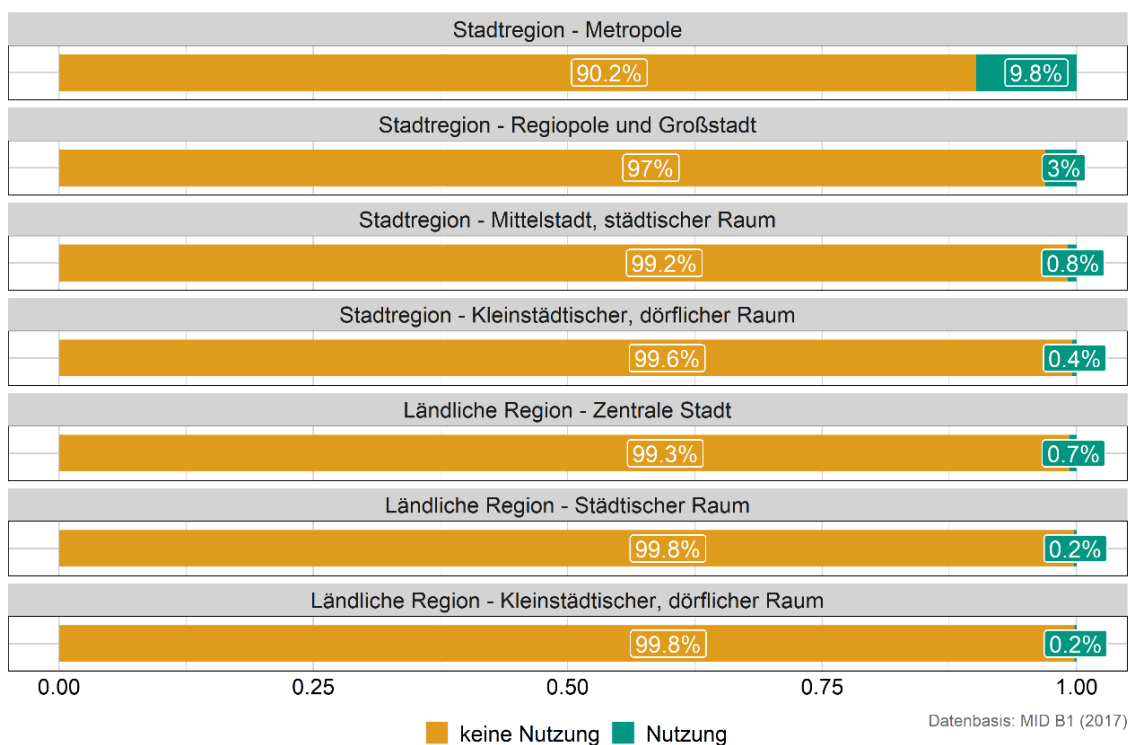 Stadtregion - Metropole
90.2% 9.8%
Stadtregion - Regiopole und Großstadt
97% 3%
Stadtregion - Mittelstadt, städtischer Raum
99.2% 0.8%
Stadtregion - Kleinstädtischer, dörflicher Raum
99.6% 0.4%
Ländliche Region - Zentrale Stadt
99.3% 0.7%
Ländliche Region - Städtischer Raum
99.8% 0.2%
Ländliche Region - Kleinstädtischer, dörflicher Raum
99.8% 0.2%
0.00 0.25 0.50 0.75 1.00
Datenbasis: MID B1 (2017)
keine Nutzung Nutzung